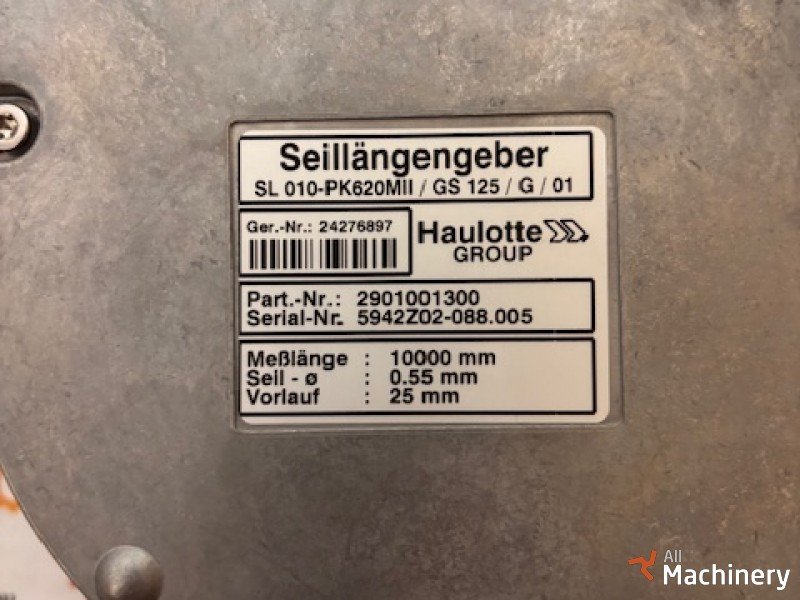 Seillängengeber
SL 010-PK620MII / GS 125 / G / 01
Ger.-Nr.: 24276897
Haulotte
GROUP
Part.-Nr.: 2901001300
Serial-Nr. 5942Z02-088.005
Meßlänge : 10000 mm
Seil - ø : 0.55 mm
Vorlauf : 25 mm
All
Machinery